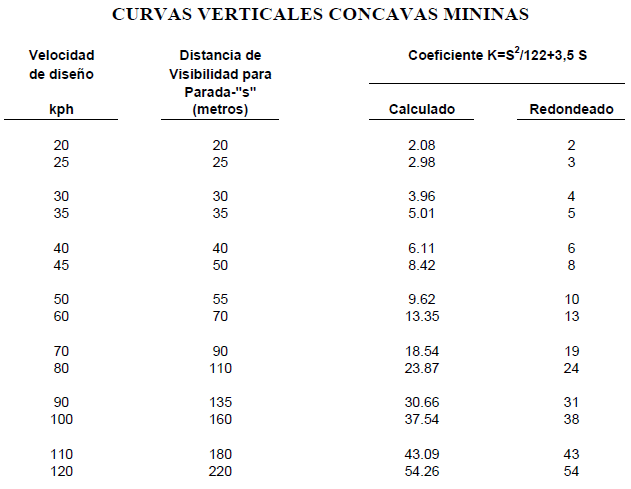 CURVAS VERTICALES CONCAVAS MININAS
Velocidad de diseño kph
Distancia de Visibilidad para Parada-"s" (metros)
Coeficiente K=S²/122+3,5 S
Calculado Redondeado
20 20 2.08 2
25 25 2.98 3
30 30 3.96 4
35 35 5.01 5
40 40 6.11 6
45 50 8.42 8
50 55 9.62 10
60 70 13.35 13
70 90 18.54 19
80 110 23.87 24
90 135 30.66 31
100 160 37.54 38
110 180 43.09 43
120 220 54.26 54